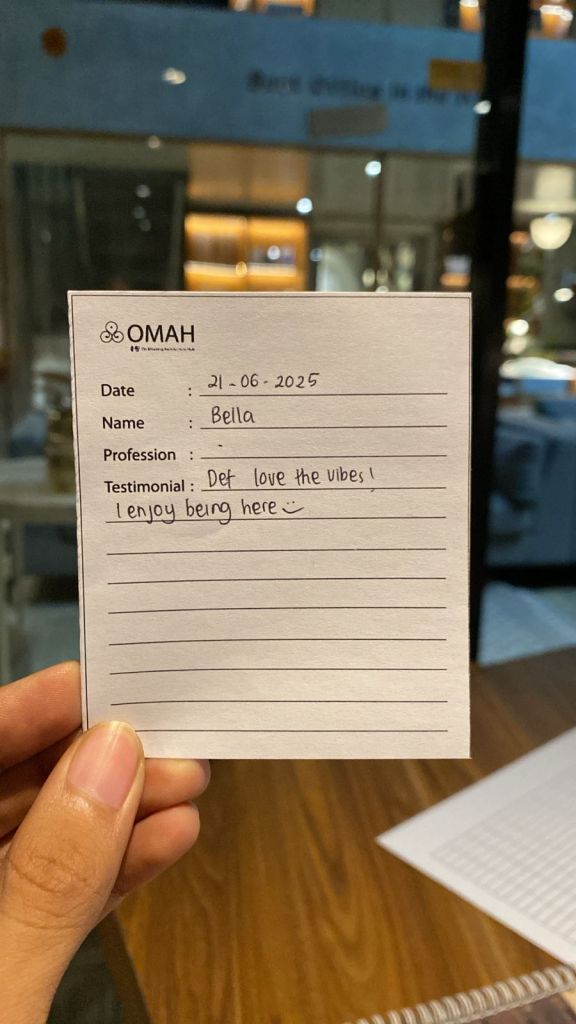 OMAH
Date : 21-06-2025
Name : Bella
Profession : -
Testimonial : Def love the vibes!
I enjoy being here